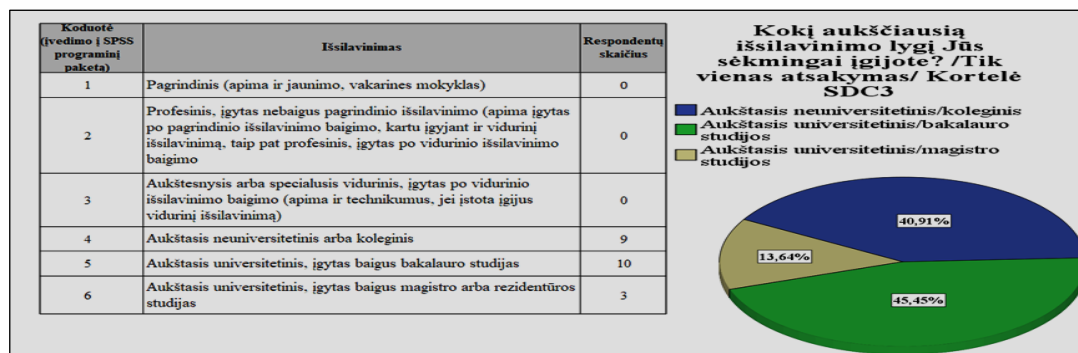 Koduotė
(įvedimo į SPSS
programinį
paketą)
Išsilavinimas
Respondentų
skaičius
1
Pagrindinis (apima ir jaunimo, vakarines mokyklas)
0
2
Profesinis, įgytas nebaigus pagrindinio išsilavinimo (apima įgytas
po pagrindinio išsilavinimo baigimo, kartu įgyjant ir vidurinį
išsilavinimą, taip pat profesinis, įgytas po vidurinio išsilavinimo
baigimo
0
3
Aukštesnysis arba specialusis vidurinis, įgytas po vidurinio
išsilavinimo baigimo (apima ir technikumus, jei įstota įgijus
vidurinį išsilavinimą)
0
4
Aukštasis neuniversitetinis arba koleginis
9
5
Aukštasis universitetinis, įgytas baigus bakalauro studijas
10
6
Aukštasis universitetinis, įgytas baigus magistro arba rezidentūros
studijas
3
Kokį aukščiausią
išsilavinimo lygį Jūs
sėkmingai įgijote? /Tik
vienas atsakymas/ Kortelė
SDC3
Aukštasis neuniversitetinis/koleginis
Aukštasis universitetinis/bakalauro
studijos
Aukštasis universitetinis/magistro
studijos
40,91%
13,64%
45,45%